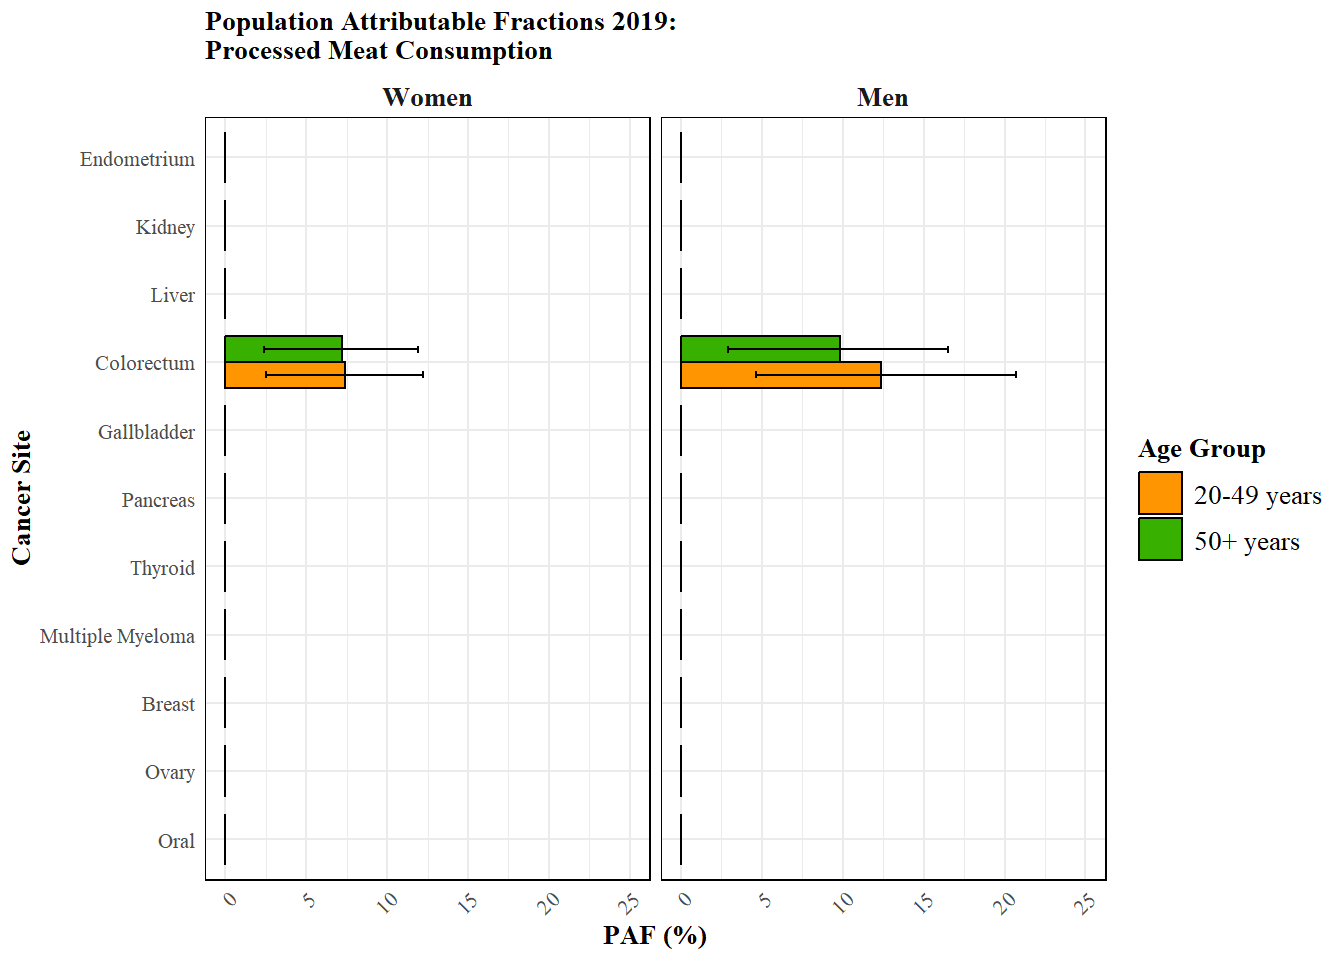 Population Attributable Fractions 2019:
Processed Meat Consumption
Women
Men
Endometrium
Kidney
Liver
Colorectum
Gallbladder
Pancreas
Thyroid
Multiple Myeloma
Breast
Ovary
Oral
Cancer Site
0
5
10
15
20
25
0
5
10
15
20
25
PAF (%)
Age Group
20-49 years
50+ years